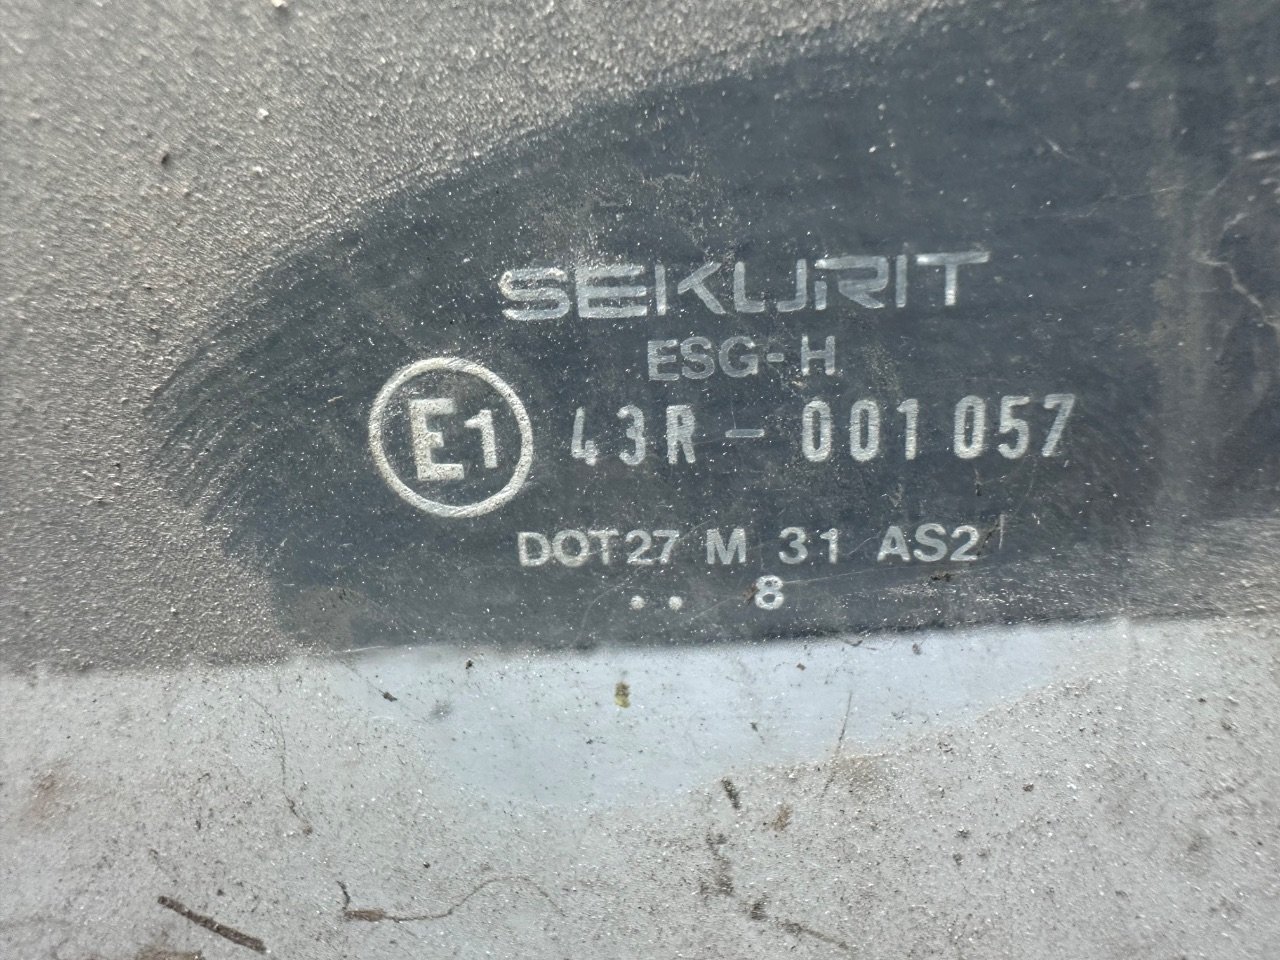 SEKURIT
ESG-H
E1 43R-001057
DOT27 M 31 AS2
.. 8